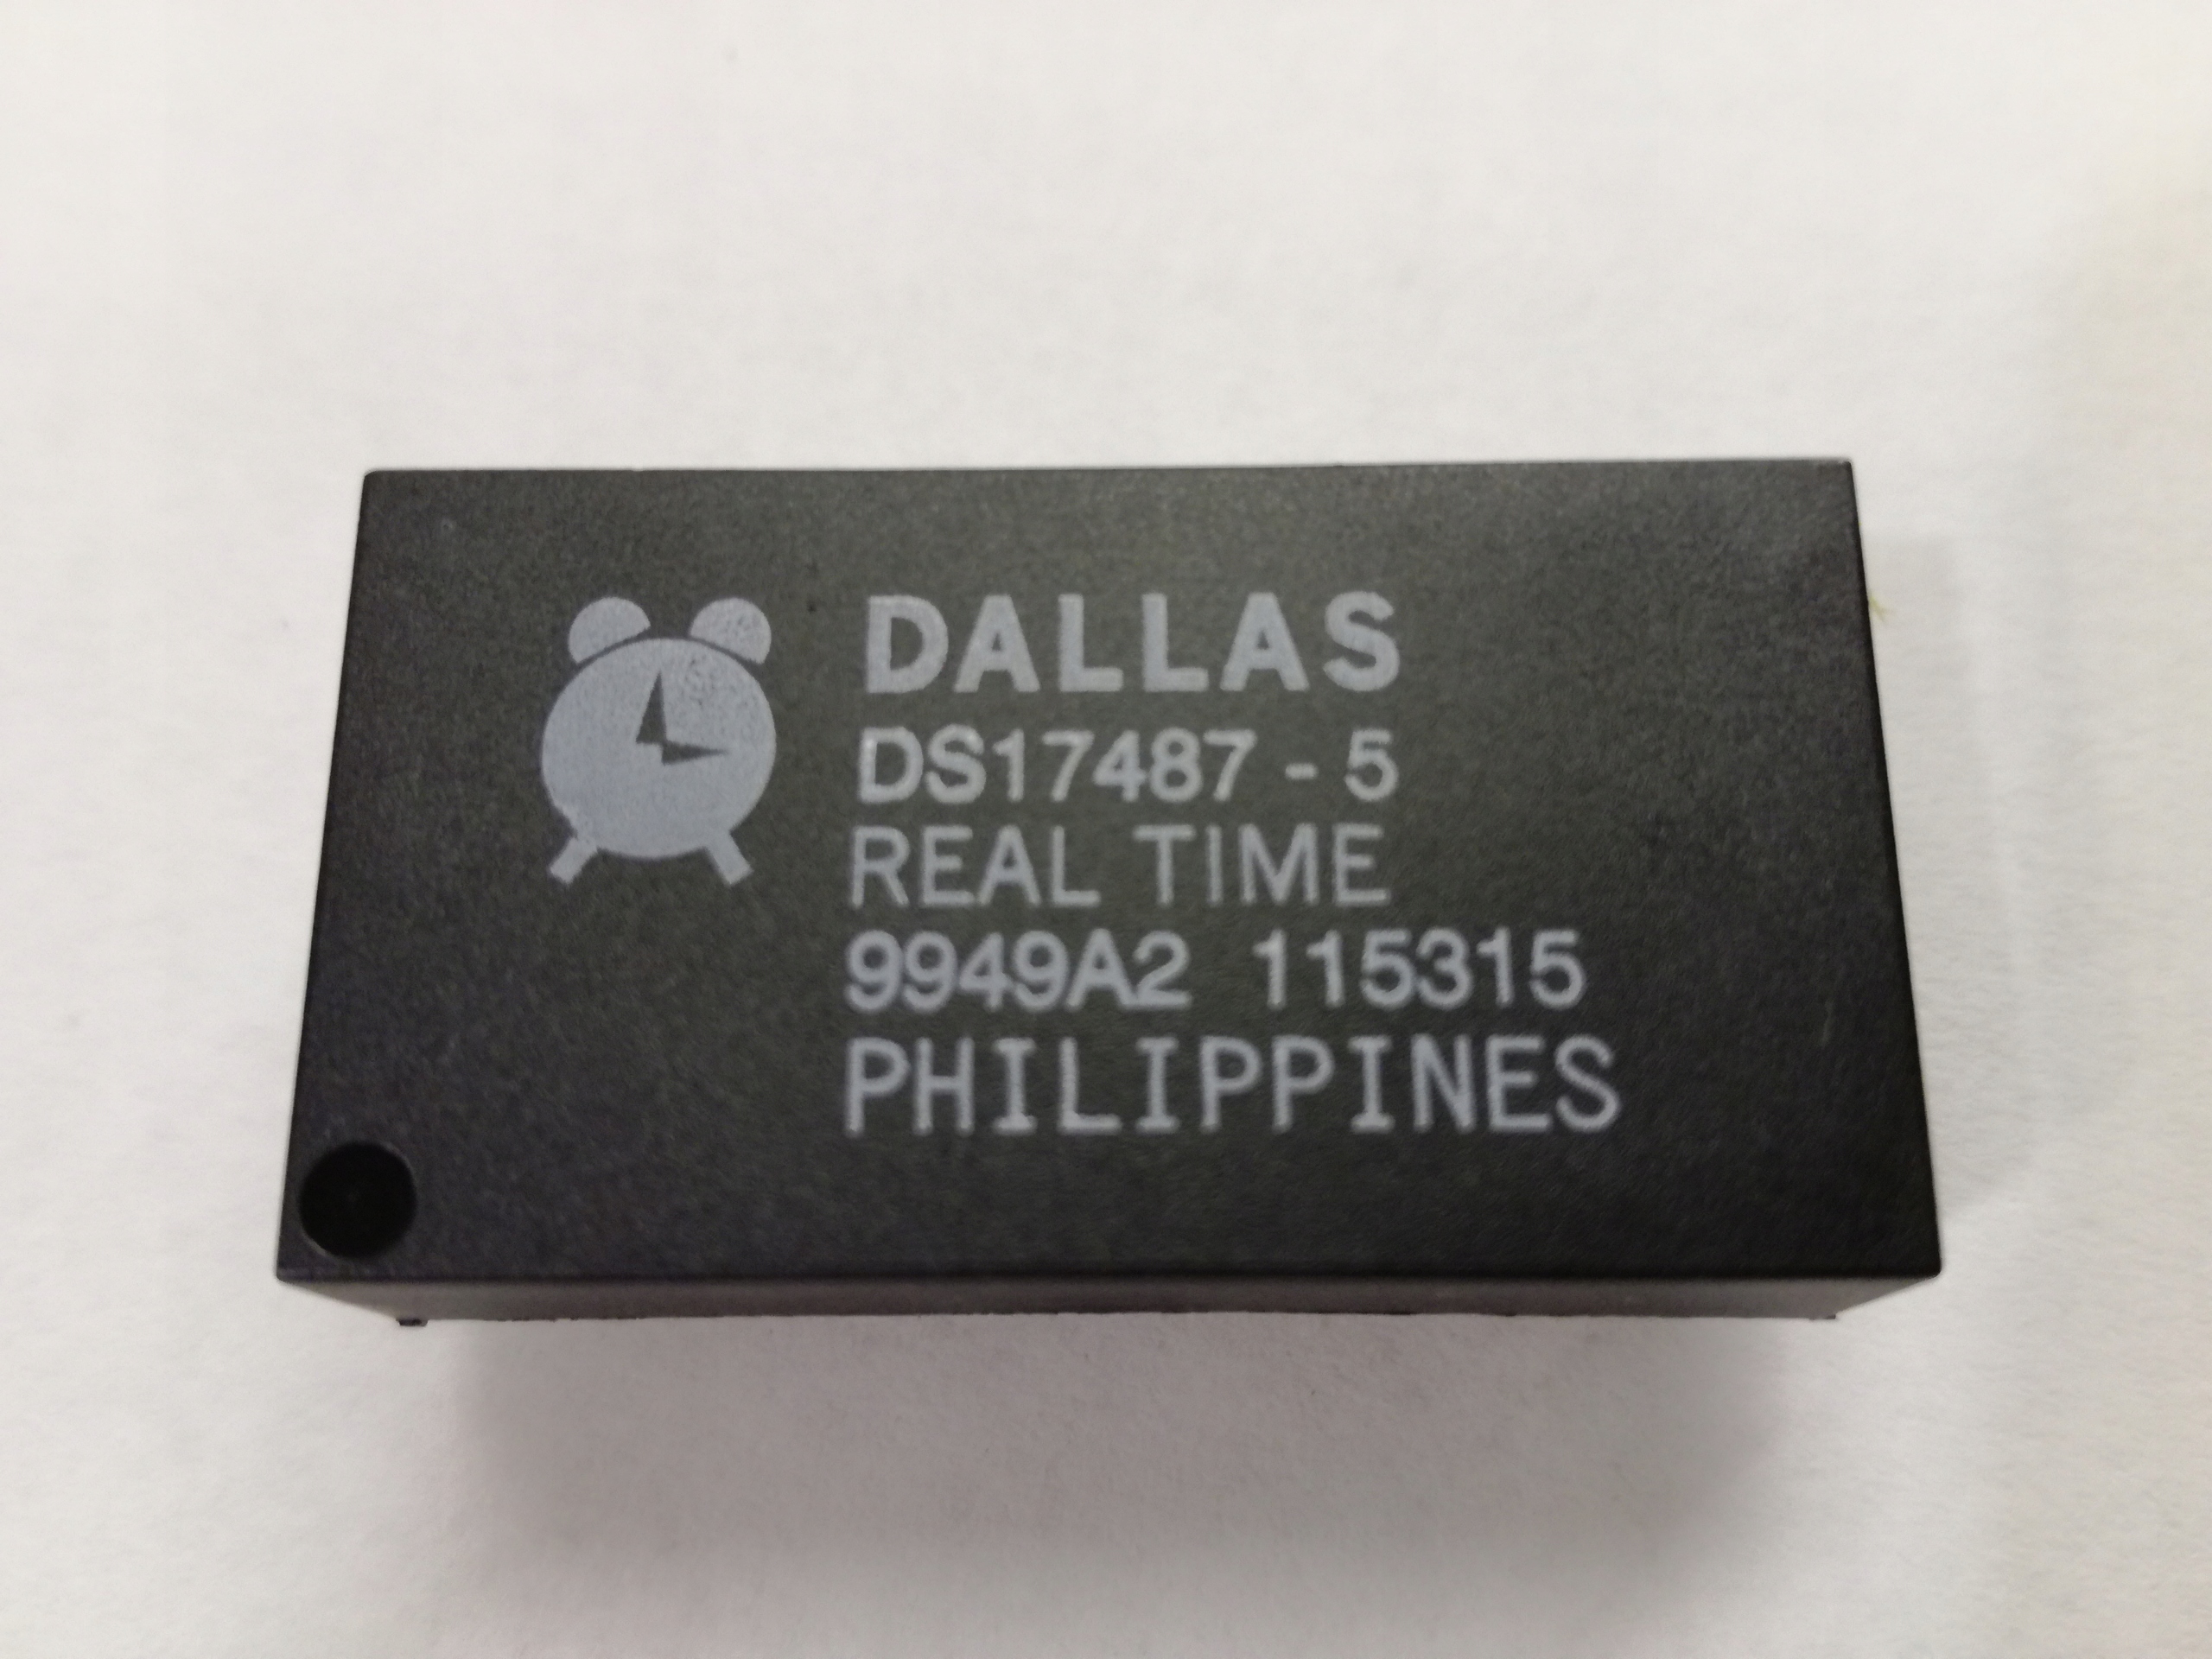 DALLAS
DS17487-5
REAL TIME
9949A2 115315
PHILIPPINES